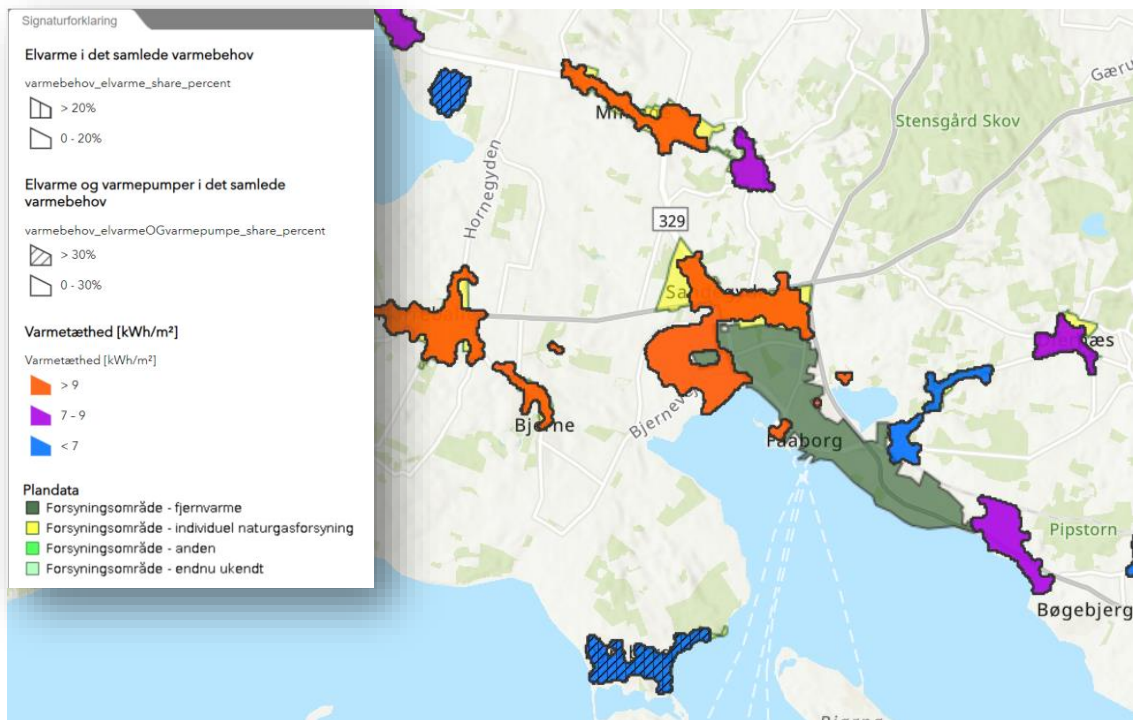 Signaturforklaring
Elvarme i det samlede varmebehov
varmebehov_elvarme_share_percent
> 20%
0 - 20%
Elvarme og varmepumper i det samlede
varmebehov
varmebehov_elvarmeOGvarmepumpe_share_percent
> 30%
0 - 30%
Varmetæthed [kWh/m²]
Varmetæthed [kWh/m²]
> 9
7 - 9
< 7
Plandata
Forsyningsområde - fjernvarme
Forsyningsområde - individuel naturgasforsyning
Forsyningsområde - anden
Forsyningsområde - endnu ukendt
Stensgård Skov
Hornegyden
329
Bjerne
Faaborg
Pipstorn
Bøgebjerg